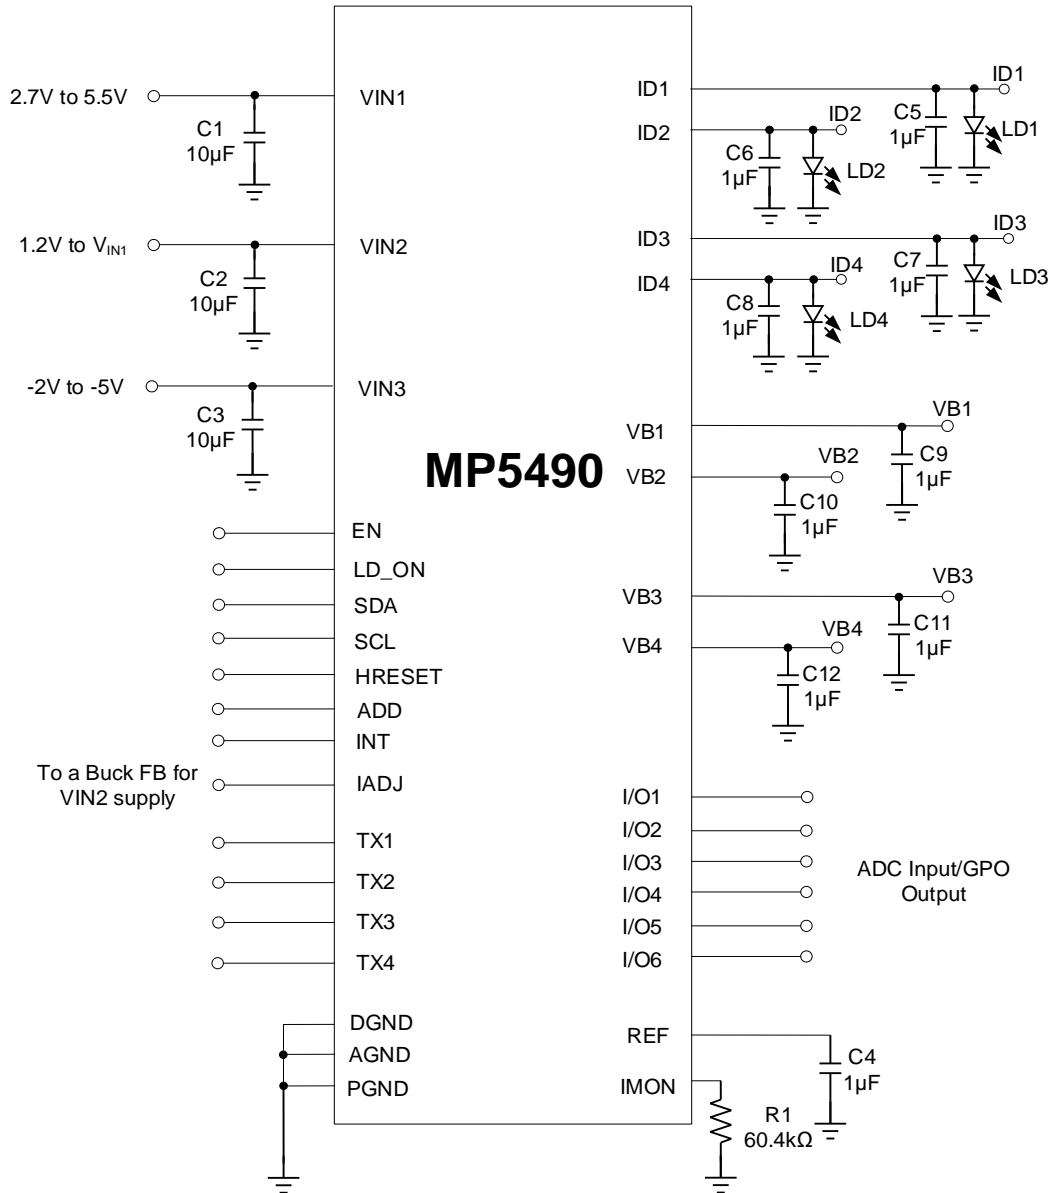 2.7V to 5.5V
C1
10µF
VIN1
1.2V to VIN1
C2
10µF
VIN2
-2V to -5V
C3
10µF
VIN3
MP5490
EN
LD_ON
SDA
SCL
HRESET
ADD
INT
To a Buck FB for
VIN2 supply
IADJ
TX1
TX2
TX3
TX4
DGND
AGND
PGND
ID1
ID1
C5
1µF
LD1
ID2
ID2
C6
1µF
LD2
ID3
ID3
C7
1µF
LD3
ID4
ID4
C8
1µF
LD4
VB1
VB1
C9
1µF
VB2
VB2
C10
1µF
VB3
VB3
C11
1µF
VB4
VB4
C12
1µF
I/O1
I/O2
I/O3
I/O4
I/O5
I/O6
ADC Input/GPO
Output
REF
C4
1µF
IMON
R1
60.4kΩ